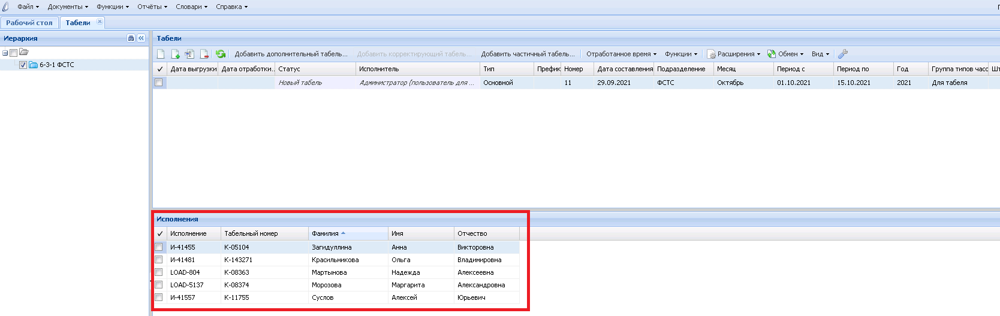 Файл Документы Функции Отчёты Словари Справка
Рабочий стол Табели
Иерархия
6-3-1 ФСТС
Табели
Добавить дополнительный табель... Добавить корректирующий табель... Добавить частичный табель... Отработанное время Функции Расширения Обмен Вид
Дата выгрузки Дата отработки... Статус Исполнитель Тип Префик Номер Дата составления Подразделение Месяц Период с Период по Год Группа типов часо Шт
Новый табель Администратор (пользователь для ... Основной 11 29.09.2021 ФСТС Октябрь 01.10.2021 15.10.2021 2021 Для табеля
Исполнения
Исполнение Табельный номер Фамилия Имя Отчество
И-41455 К-05104 Загидуллина Анна Викторовна
И-41481 К-143271 Красильникова Ольга Владимировна
LOAD-804 К-08363 Мартынова Надежда Алексеевна
LOAD-5137 К-08374 Морозова Маргарита Александровна
И-41557 К-11755 Суслов Алексей Юрьевич